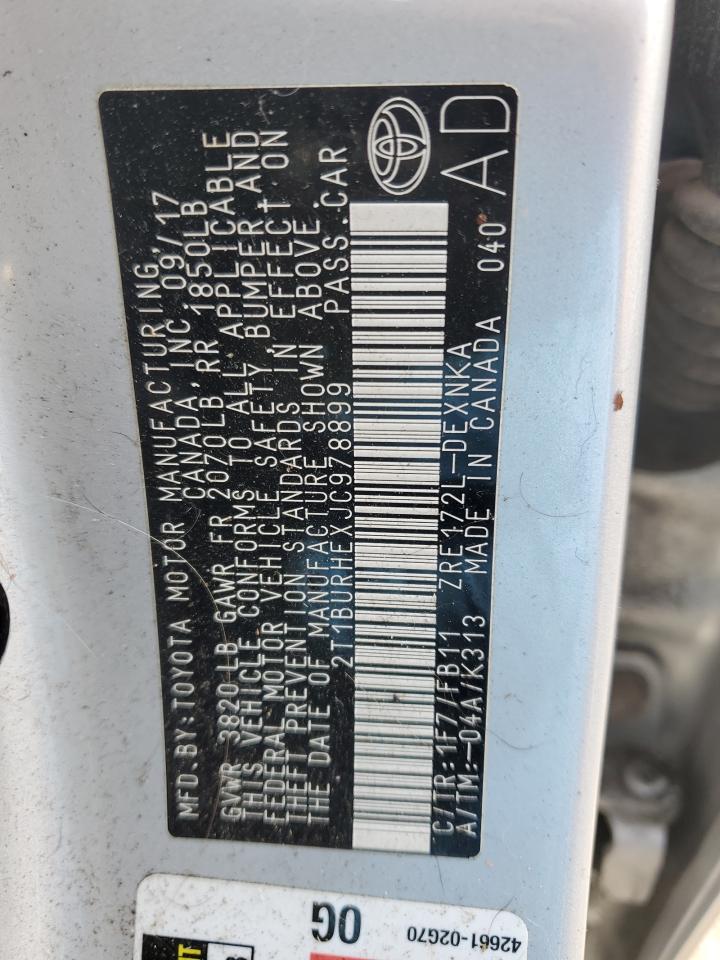 MFD BY:TOYOTA MOTOR MANUFACTURING,
CANADA, INC 09/17
GVWR 3820LB GAWR FR 2070LB RR 1850LB
THIS VEHICLE CONFORMS TO ALL APPLICABLE
FEDERAL MOTOR VEHICLE SAFETY, BUMPER AND
THEFT PREVENTION STANDARDS IN EFFECT ON
THE DATE OF MANUFACTURE SHOWN ABOVE.
2T1BURHEXJC978899 PASS.CAR
C/TR:1F7/FB11 ZRE172L-DEXNKA
A/TM:-04A/K313 MADE IN CANADA 040 AD
OG
42661-02G70